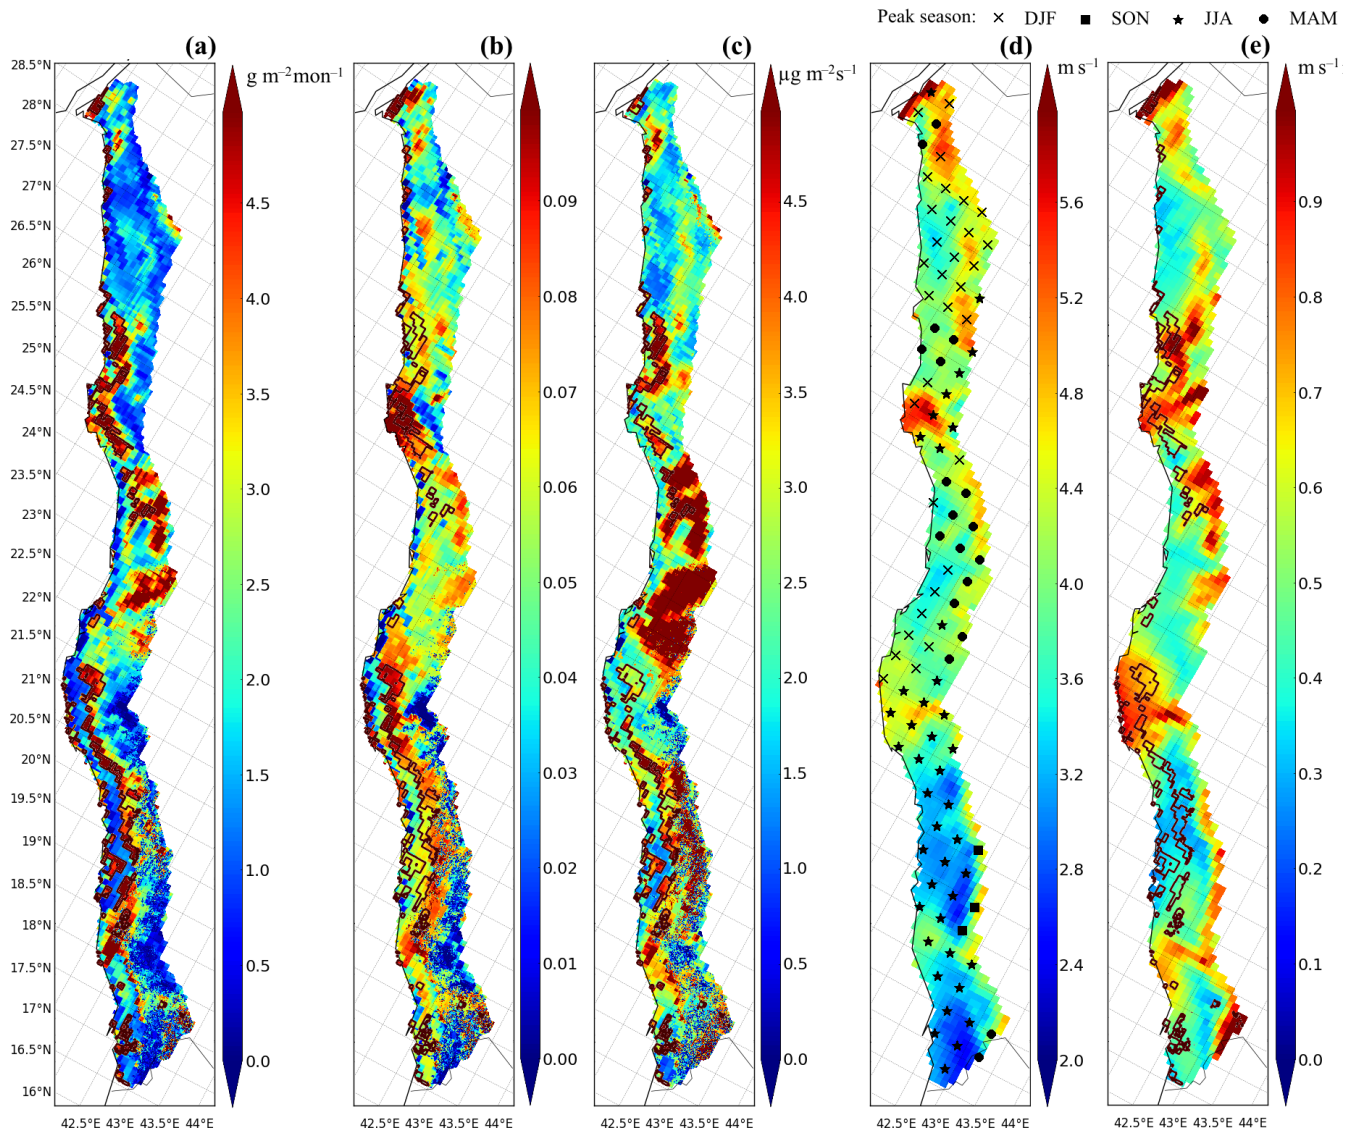 Peak season: × DJF ■ SON ★ JJA ● MAM
(a) (b) (c) (d) (e)
g m⁻²mon⁻¹ µg m⁻²s⁻¹ m s⁻¹ m s⁻¹
28.5°N
28°N
27.5°N
27°N
26.5°N
26°N
25.5°N
25°N
24.5°N
24°N
23.5°N
23°N
22.5°N
22°N
21.5°N
21°N
20.5°N
20°N
19.5°N
19°N
18.5°N
18°N
17.5°N
17°N
16.5°N
16°N
4.5 0.09 4.5 5.6 0.9
4.0 0.08 4.0 5.2 0.8
3.5 0.07 3.5 4.8 0.7
3.0 0.06 3.0 4.4 0.6
2.5 0.05 2.5 4.0 0.5
2.0 0.04 2.0 3.6 0.4
1.5 0.03 1.5 3.2 0.3
1.0 0.02 1.0 2.8 0.2
0.5 0.01 0.5 2.4 0.1
0.0 0.00 0.0 2.0 0.0
42.5°E 43°E 43.5°E 44°E 42.5°E 43°E 43.5°E 44°E 42.5°E 43°E 43.5°E 44°E 42.5°E 43°E 43.5°E 44°E 42.5°E 43°E 43.5°E 44°E